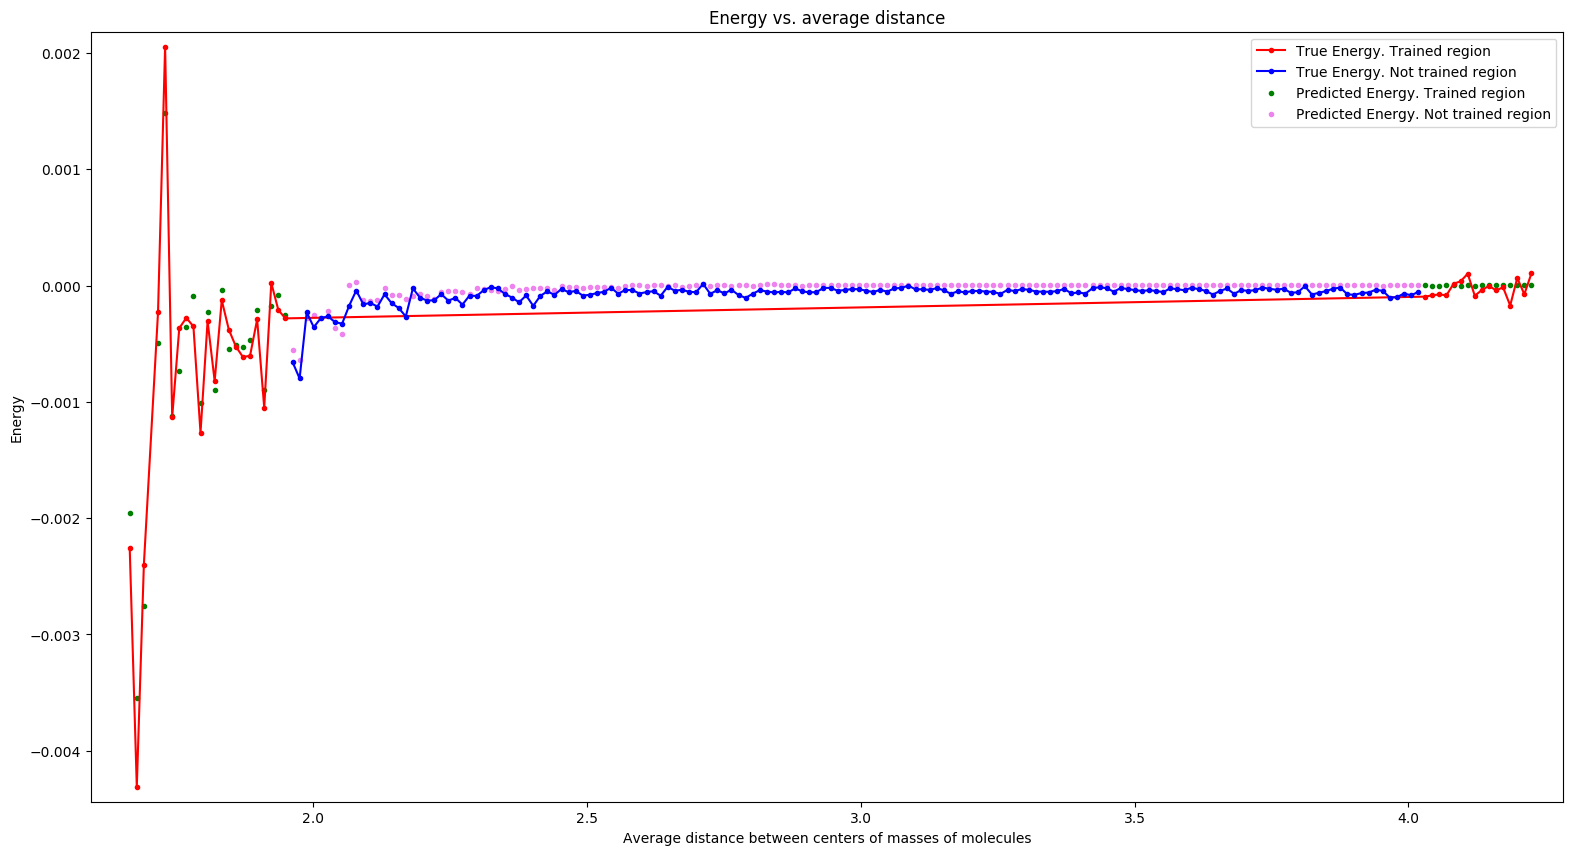 Energy vs. average distance
True Energy. Trained region
True Energy. Not trained region
Predicted Energy. Trained region
Predicted Energy. Not trained region
0.002
0.001
0.000
−0.001
−0.002
−0.003
−0.004
Energy
2.0 2.5 3.0 3.5 4.0
Average distance between centers of masses of molecules